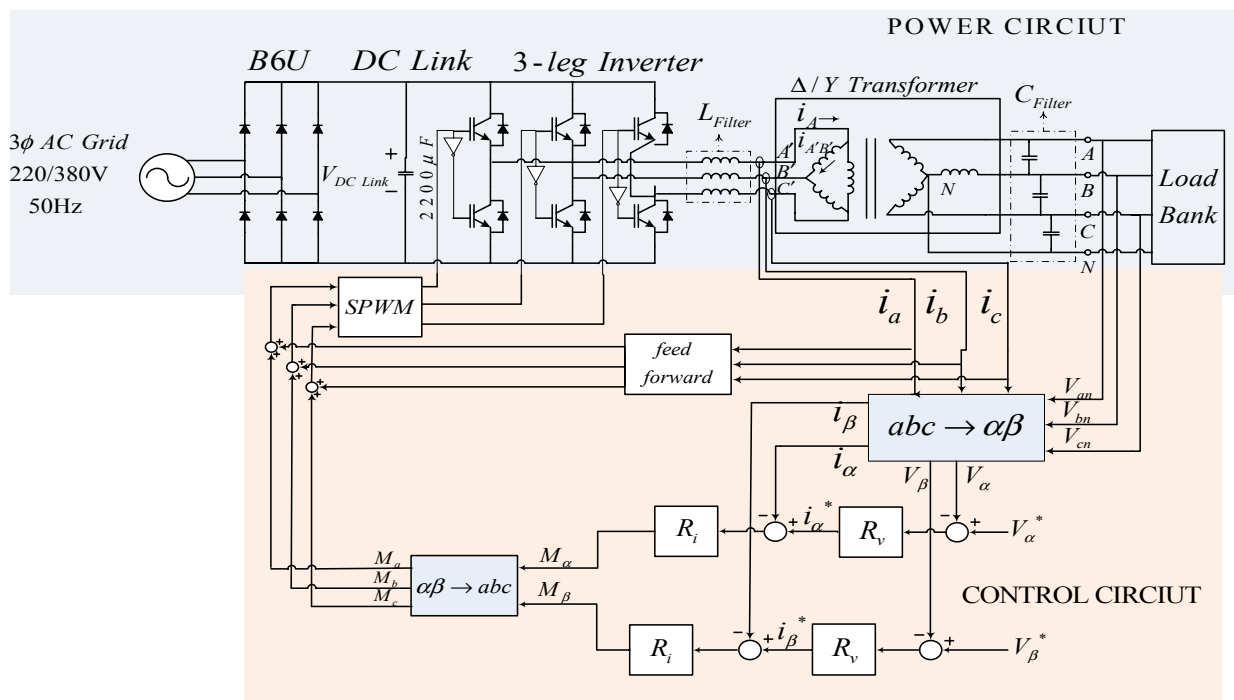 POWER CIRCIUT
B6U
DC Link
3-leg Inverter
Δ/Y Transformer
C_Filter
L_Filter
3ϕ AC Grid
220/380V
50Hz
V_DC Link
+
−
2200μF
i_A
i_A'B'
A'
B'
C'
N
A
B
C
N
Load
Bank
SPWM
i_a
i_b
i_c
feed
forward
+
+
+
+
+
+
V_an
V_bn
V_cn
abc → αβ
i_β
i_α
V_β
V_α
R_i
−
+
i_α*
R_v
−
+
V_α*
M_a
M_b
M_c
αβ → abc
M_α
M_β
CONTROL CIRCIUT
R_i
−
+
i_β*
R_v
−
+
V_β*